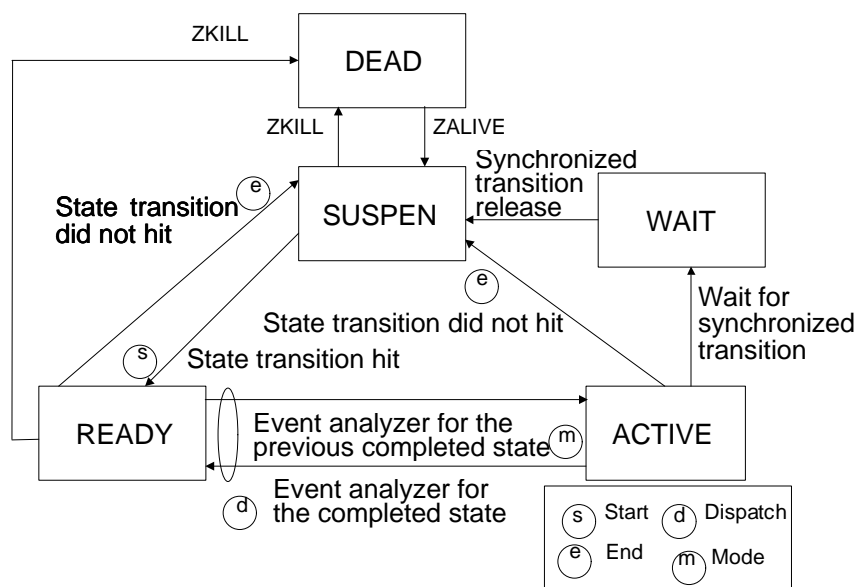 ZKILL
DEAD
ZKILL
ZALIVE
Synchronized
transition
release
e
State transition
did not hit
SUSPEN
WAIT
e
Wait for
synchronized
transition
State transition did not hit
s
State transition hit
READY
Event analyzer for the
previous completed state
m
ACTIVE
d
Event analyzer for
the completed state
s Start
d Dispatch
e End
m Mode